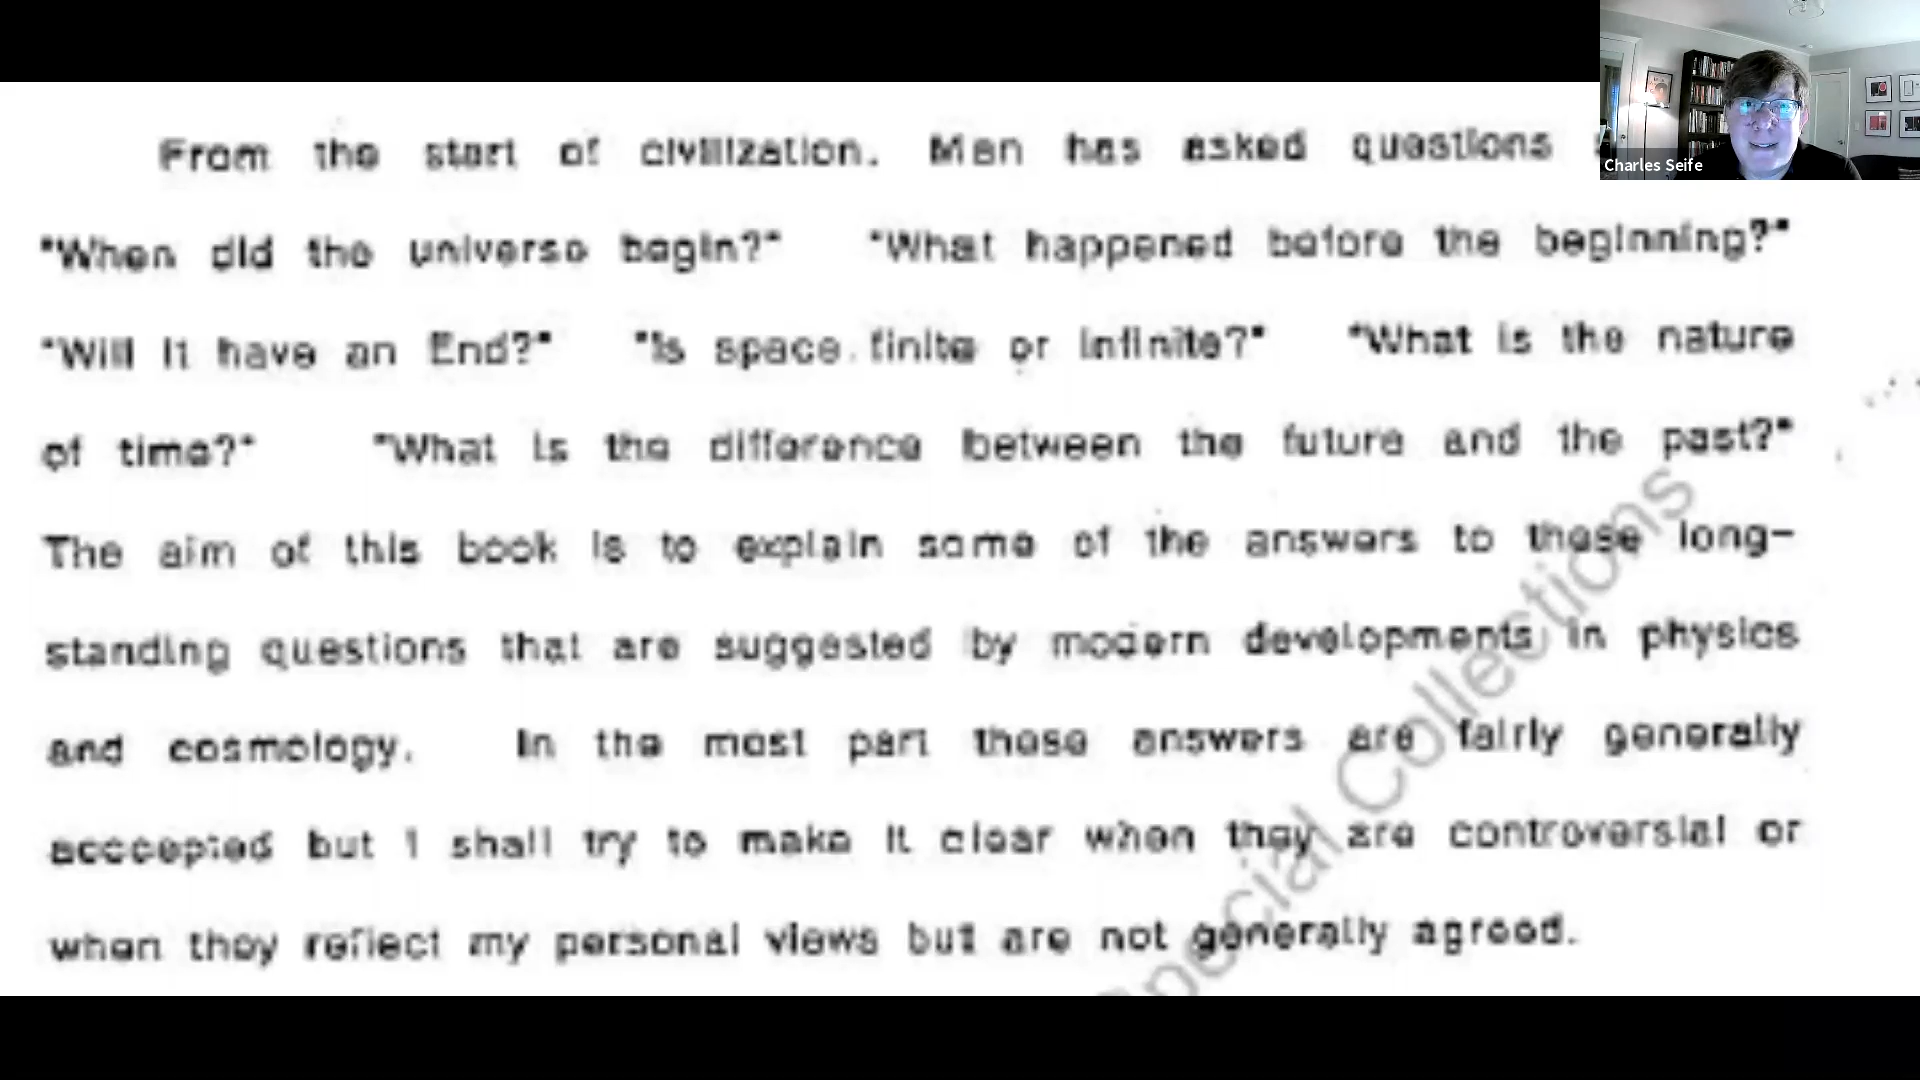 From the start of civilization. Man has asked questions
"When did the universe begin?" "What happened before the beginning?"
"Will it have an End?" "Is space finite or infinite?" "What is the nature
of time?" "What is the difference between the future and the past?"
The aim of this book is to explain some of the answers to these long-
standing questions that are suggested by modern developments in physics
and cosmology. In the most part these answers are fairly generally
acccepted but I shall try to make it clear when they are controversial or
when they reflect my personal views but are not generally agreed.
Special Collections
Charles Seife